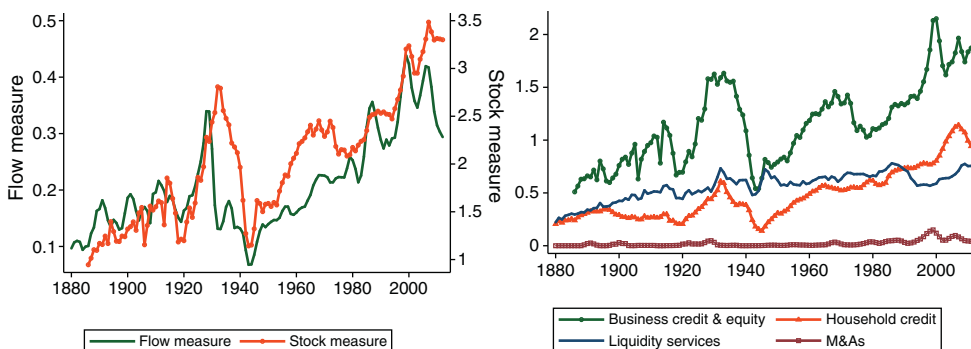 Flow measure
0.5
0.4
0.3
0.2
0.1
3.5
3
2.5
2
1.5
1
Stock measure
1880 1900 1920 1940 1960 1980 2000
Flow measure Stock measure
2
1.5
1
0.5
0
1880 1900 1920 1940 1960 1980 2000
Business credit & equity Household credit
Liquidity services M&As